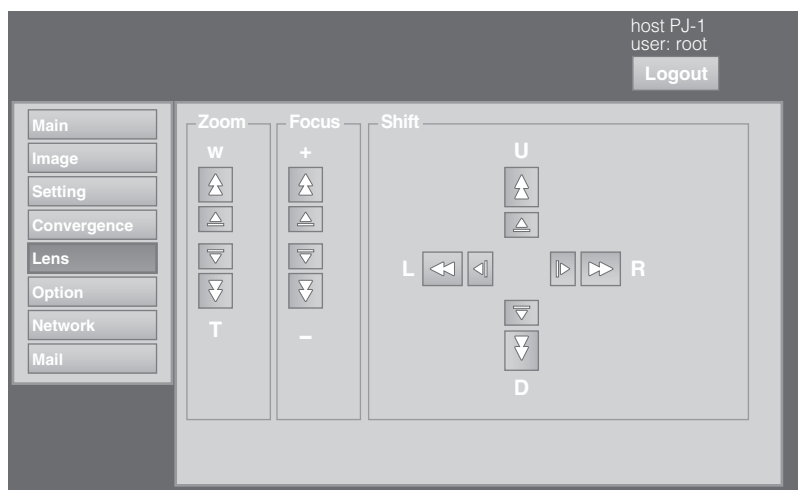 host PJ-1
user: root
Logout
Main
Image
Setting
Convergence
Lens
Option
Network
Mail
Zoom
W
T
Focus
+
–
Shift
U
L
R
D